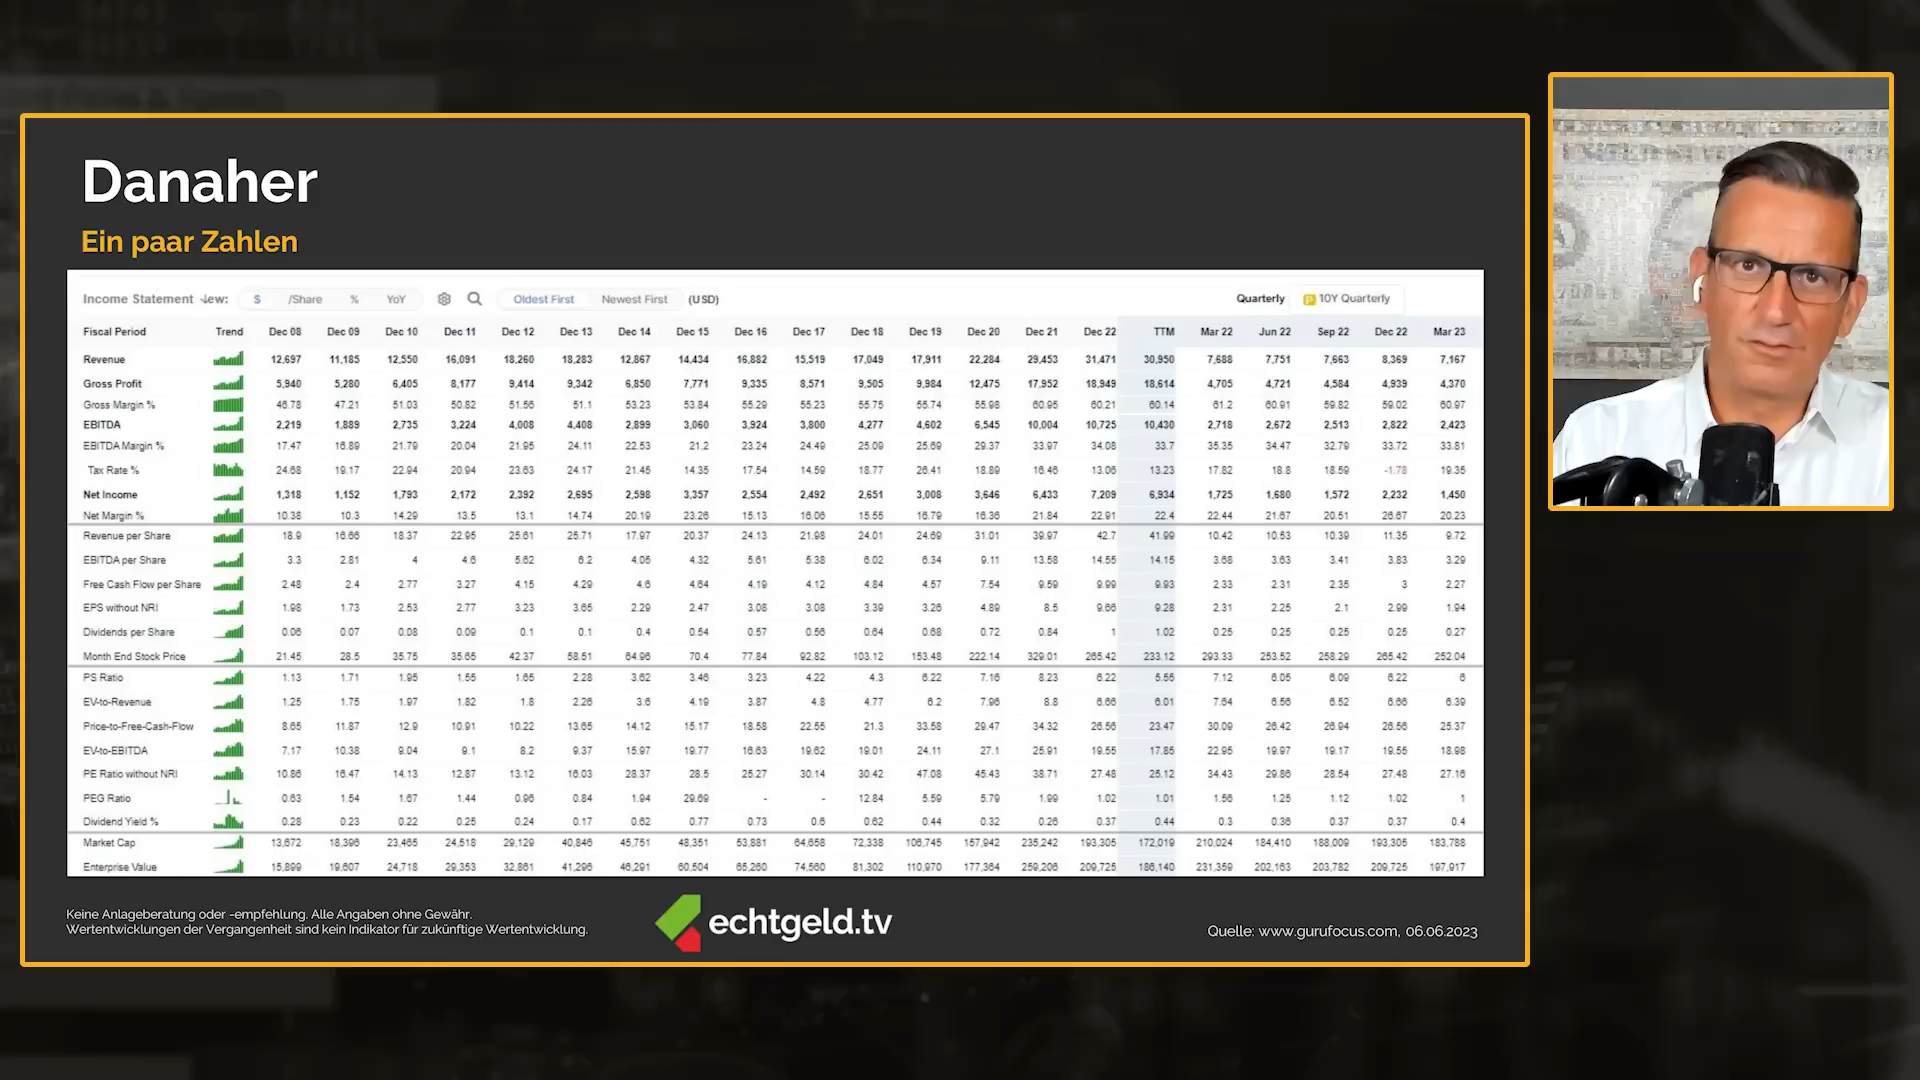 Danaher
Ein paar Zahlen
Income Statement View: $ /Share % YoY Oldest First Newest First (USD) Quarterly 10Y Quarterly
Fiscal Period Trend Dec 08 Dec 09 Dec 10 Dec 11 Dec 12 Dec 13 Dec 14 Dec 15 Dec 16 Dec 17 Dec 18 Dec 19 Dec 20 Dec 21 Dec 22 TTM Mar 22 Jun 22 Sep 22 Dec 22 Mar 23
Revenue 12,697 11,185 12,550 16,091 18,260 18,283 12,867 14,434 16,882 15,519 17,049 17,911 22,284 29,453 31,471 30,950 7,688 7,751 7,663 8,369 7,167
Gross Profit 5,940 5,280 6,405 8,177 9,414 9,342 6,850 7,771 9,335 8,571 9,505 9,984 12,475 17,952 18,949 18,614 4,705 4,721 4,584 4,939 4,370
Gross Margin % 46.78 47.21 51.03 50.82 51.56 51.1 53.23 53.84 55.29 55.23 55.75 55.74 55.98 60.95 60.21 60.14 61.2 60.91 59.82 59.02 60.97
EBITDA 2,219 1,889 2,735 3,224 4,008 4,408 2,899 3,060 3,924 3,800 4,277 4,602 6,545 10,004 10,725 10,430 2,718 2,672 2,513 2,822 2,423
EBITDA Margin % 17.47 16.89 21.79 20.04 21.95 24.11 22.53 21.2 23.24 24.49 25.09 25.69 29.37 33.97 34.08 33.7 35.35 34.47 32.79 33.72 33.81
Tax Rate % 24.68 19.17 22.94 20.94 23.63 24.17 21.45 14.35 17.54 14.59 18.77 26.41 18.89 16.46 13.06 13.23 17.82 18.8 18.59 -1.78 19.35
Net Income 1,318 1,152 1,793 2,172 2,392 2,695 2,598 3,357 2,554 2,492 2,651 3,008 3,646 6,433 7,209 6,934 1,725 1,680 1,572 2,232 1,450
Net Margin % 10.38 10.3 14.29 13.5 13.1 14.74 20.19 23.26 15.13 16.06 15.55 16.79 16.36 21.84 22.91 22.4 22.44 21.67 20.51 26.67 20.23
Revenue per Share 18.9 16.66 18.37 22.95 25.61 25.71 17.97 20.37 24.13 21.98 24.01 24.69 31.01 39.97 42.7 41.99 10.42 10.53 10.39 11.35 9.72
EBITDA per Share 3.3 2.81 4 4.6 5.62 6.2 4.05 4.32 5.61 5.38 6.02 6.34 9.11 13.58 14.55 14.15 3.68 3.63 3.41 3.83 3.29
Free Cash Flow per Share 2.48 2.4 2.77 3.27 4.15 4.29 4.6 4.64 4.19 4.12 4.84 4.57 7.54 9.59 9.99 9.93 2.33 2.31 2.35 3 2.27
EPS without NRI 1.98 1.73 2.53 2.77 3.23 3.65 2.29 2.47 3.08 3.08 3.39 3.26 4.89 8.5 9.66 9.28 2.31 2.25 2.1 2.99 1.94
Dividends per Share 0.06 0.07 0.08 0.09 0.1 0.1 0.4 0.54 0.57 0.56 0.64 0.68 0.72 0.84 1 1.02 0.25 0.25 0.25 0.25 0.27
Month End Stock Price 21.45 28.5 35.75 35.65 42.37 58.51 64.96 70.4 77.84 92.82 103.12 153.48 222.14 329.01 265.42 233.12 293.33 253.52 258.29 265.42 252.04
PS Ratio 1.13 1.71 1.95 1.55 1.65 2.28 3.62 3.46 3.23 4.22 4.3 6.22 7.16 8.23 6.22 5.55 7.12 6.05 6.09 6.22 6
EV-to-Revenue 1.25 1.75 1.97 1.82 1.8 2.26 3.6 4.19 3.87 4.8 4.77 6.2 7.96 8.8 6.66 6.01 7.64 6.56 6.52 6.66 6.39
Price-to-Free-Cash-Flow 8.65 11.87 12.9 10.91 10.22 13.65 14.12 15.17 18.58 22.55 21.3 33.58 29.47 34.32 26.56 23.47 30.09 26.42 26.94 26.56 25.37
EV-to-EBITDA 7.17 10.38 9.04 9.1 8.2 9.37 15.97 19.77 16.63 19.62 19.01 24.11 27.1 25.91 19.55 17.85 22.95 19.97 19.17 19.55 18.98
PE Ratio without NRI 10.86 16.47 14.13 12.87 13.12 16.03 28.37 28.5 25.27 30.14 30.42 47.08 45.43 38.71 27.48 25.12 34.43 29.86 28.54 27.48 27.16
PEG Ratio 0.63 1.54 1.67 1.44 0.96 0.84 1.94 29.69 - - 12.84 5.59 5.79 1.99 1.02 1.01 1.56 1.25 1.12 1.02 1
Dividend Yield % 0.28 0.23 0.22 0.25 0.24 0.17 0.62 0.77 0.73 0.6 0.62 0.44 0.32 0.26 0.37 0.44 0.3 0.36 0.37 0.37 0.4
Market Cap 13,672 18,396 23,465 24,518 29,129 40,846 45,751 48,351 53,881 64,658 72,338 106,745 157,942 235,242 193,305 172,019 210,024 184,410 188,009 193,305 183,788
Enterprise Value 15,899 19,607 24,718 29,353 32,861 41,296 46,291 60,504 65,260 74,560 81,302 110,970 177,364 259,206 209,725 186,140 231,359 202,163 203,782 209,725 197,917
Keine Anlageberatung oder -empfehlung. Alle Angaben ohne Gewähr.
Wertentwicklungen der Vergangenheit sind kein Indikator für zukünftige Wertentwicklung.
echtgeld.tv
Quelle: www.gurufocus.com, 06.06.2023